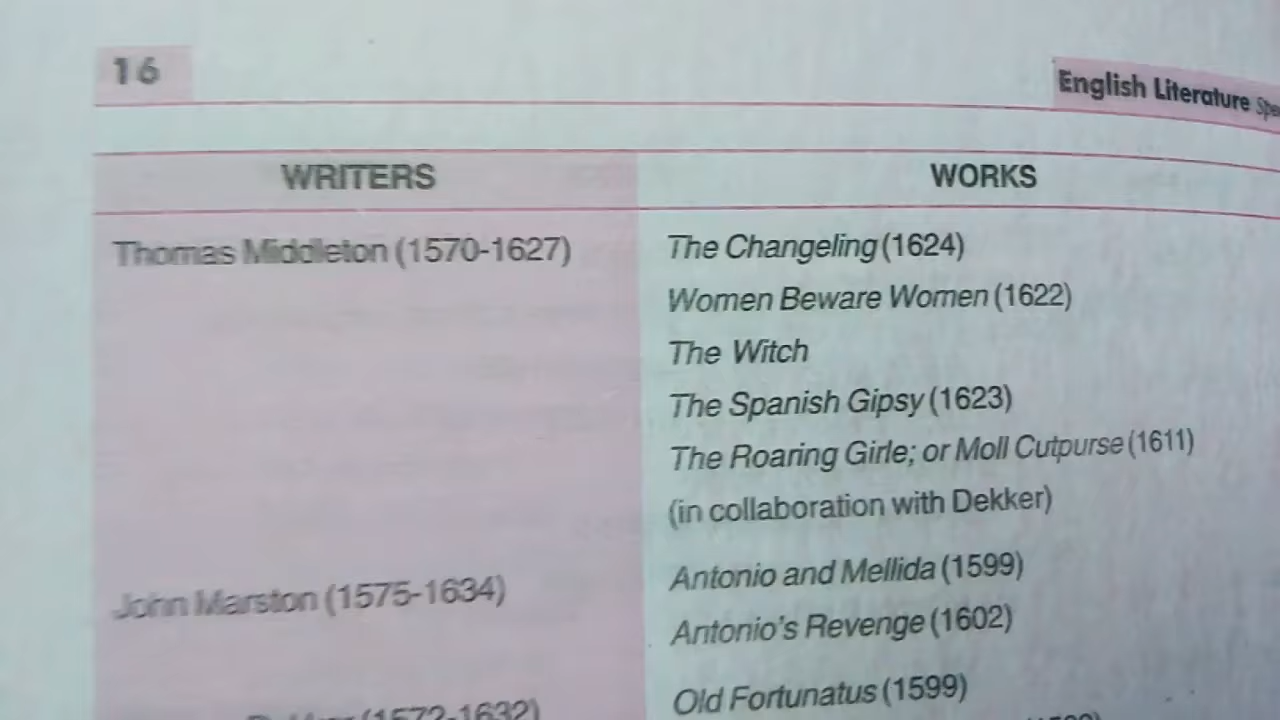 16
English Literature
WRITERS WORKS
Thomas Middleton (1570-1627) The Changeling (1624)
Women Beware Women (1622)
The Witch
The Spanish Gipsy (1623)
The Roaring Girle; or Moll Cutpurse (1611)
(in collaboration with Dekker)
John Marston (1575-1634) Antonio and Mellida (1599)
Antonio's Revenge (1602)
(1572-1632) Old Fortunatus (1599)